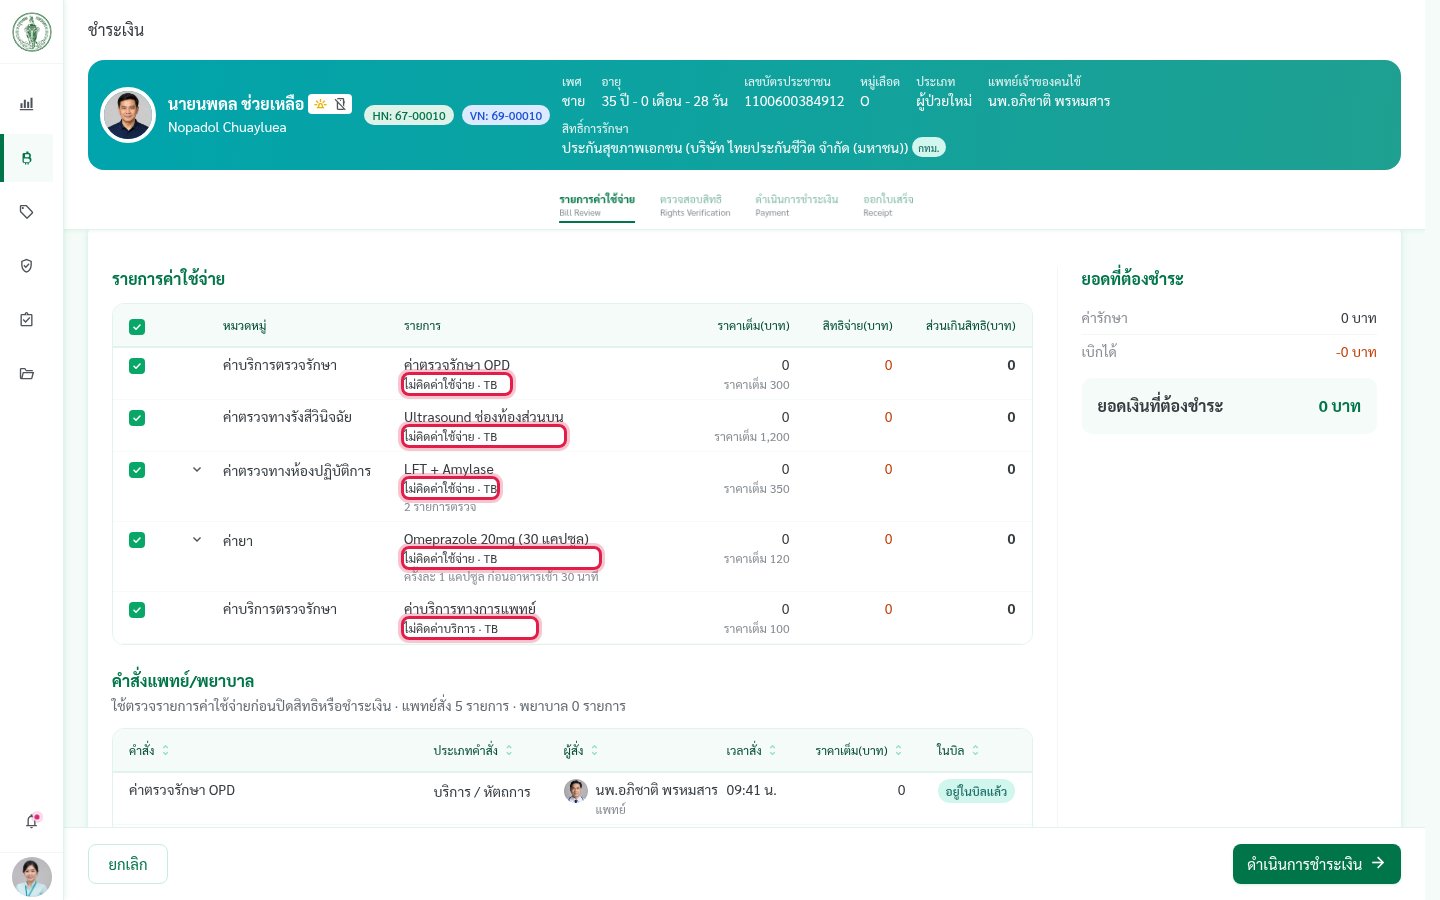 ชำระเงิน
นายนพดล ช่วยเหลือ
Nopadol Chuayluea
HN: 67-00010
VN: 69-00010
เพศ อายุ เลขบัตรประชาชน หมู่เลือด ประเภท แพทย์เจ้าของคนไข้
ชาย 35 ปี - 0 เดือน - 28 วัน 1100600384912 O ผู้ป่วยใหม่ นพ.อภิชาติ พรหมสาร
สิทธิ์การรักษา
ประกันสุขภาพเอกชน (บริษัท ไทยประกันชีวิต จำกัด (มหาชน)) กทม.
รายการค่าใช้จ่าย ตรวจสอบสิทธิ ดำเนินการชำระเงิน ออกใบเสร็จ
Bill Review Rights Verification Payment Receipt
รายการค่าใช้จ่าย
หมวดหมู่ รายการ ราคาเต็ม(บาท) สิทธิจ่าย(บาท) ส่วนเกินสิทธิ(บาท)
ค่าบริการตรวจรักษา ค่าตรวจรักษา OPD 0 0 0
ไม่คิดค่าใช้จ่าย · TB ราคาเต็ม 300
ค่าตรวจทางรังสีวินิจฉัย Ultrasound ช่องท้องส่วนบน 0 0 0
ไม่คิดค่าใช้จ่าย · TB ราคาเต็ม 1,200
ค่าตรวจทางห้องปฏิบัติการ LFT + Amylase 0 0 0
ไม่คิดค่าใช้จ่าย · TB ราคาเต็ม 350
2 รายการตรวจ
ค่ายา Omeprazole 20mg (30 แคปซูล) 0 0 0
ไม่คิดค่าใช้จ่าย · TB ราคาเต็ม 120
ครั้งละ 1 แคปซูล ก่อนอาหารเช้า 30 นาที
ค่าบริการตรวจรักษา ค่าบริการทางการแพทย์ 0 0 0
ไม่คิดค่าบริการ · TB ราคาเต็ม 100
ยอดที่ต้องชำระ
ค่ารักษา 0 บาท
เบิกได้ -0 บาท
ยอดเงินที่ต้องชำระ 0 บาท
คำสั่งแพทย์/พยาบาล
ใช้ตรวจรายการค่าใช้จ่ายก่อนปิดสิทธิหรือชำระเงิน · แพทย์สั่ง 5 รายการ · พยาบาล 0 รายการ
คำสั่ง ประเภทคำสั่ง ผู้สั่ง เวลาสั่ง ราคาเต็ม(บาท) ในบิล
ค่าตรวจรักษา OPD บริการ / หัตถการ นพ.อภิชาติ พรหมสาร 09:41 น. 0 อยู่ในบิลแล้ว
แพทย์
ยกเลิก
ดำเนินการชำระเงิน